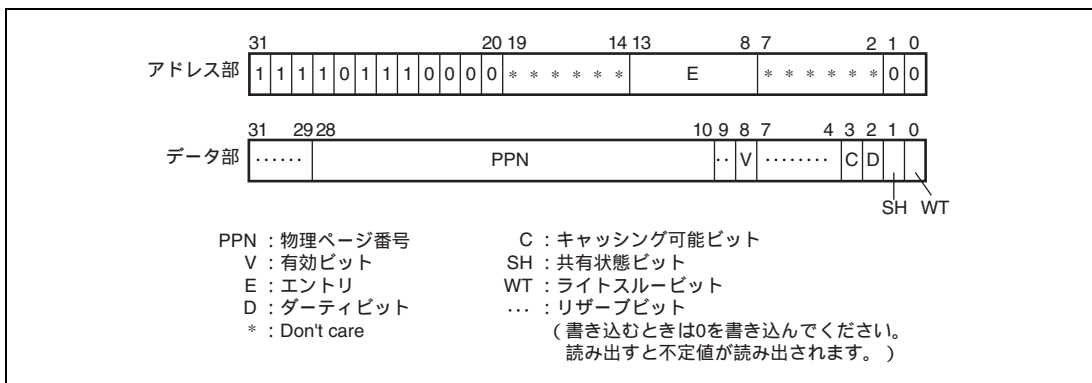 31 20 19 14 13 8 7 2 1 0
アドレス部 1 1 1 1 0 1 1 1 0 0 0 0 * * * * * * E * * * * * * 0 0
31 29 28 10 9 8 7 4 3 2 1 0
データ部 ······ PPN ·· V ········ C D
SH WT
PPN : 物理ページ番号 C : キャッシング可能ビット
V : 有効ビット SH : 共有状態ビット
E : エントリ WT : ライトスルービット
D : ダーティビット ··· : リザーブビット
* : Don't care (書き込むときは0を書き込んでください。
読み出すと不定値が読み出されます。)